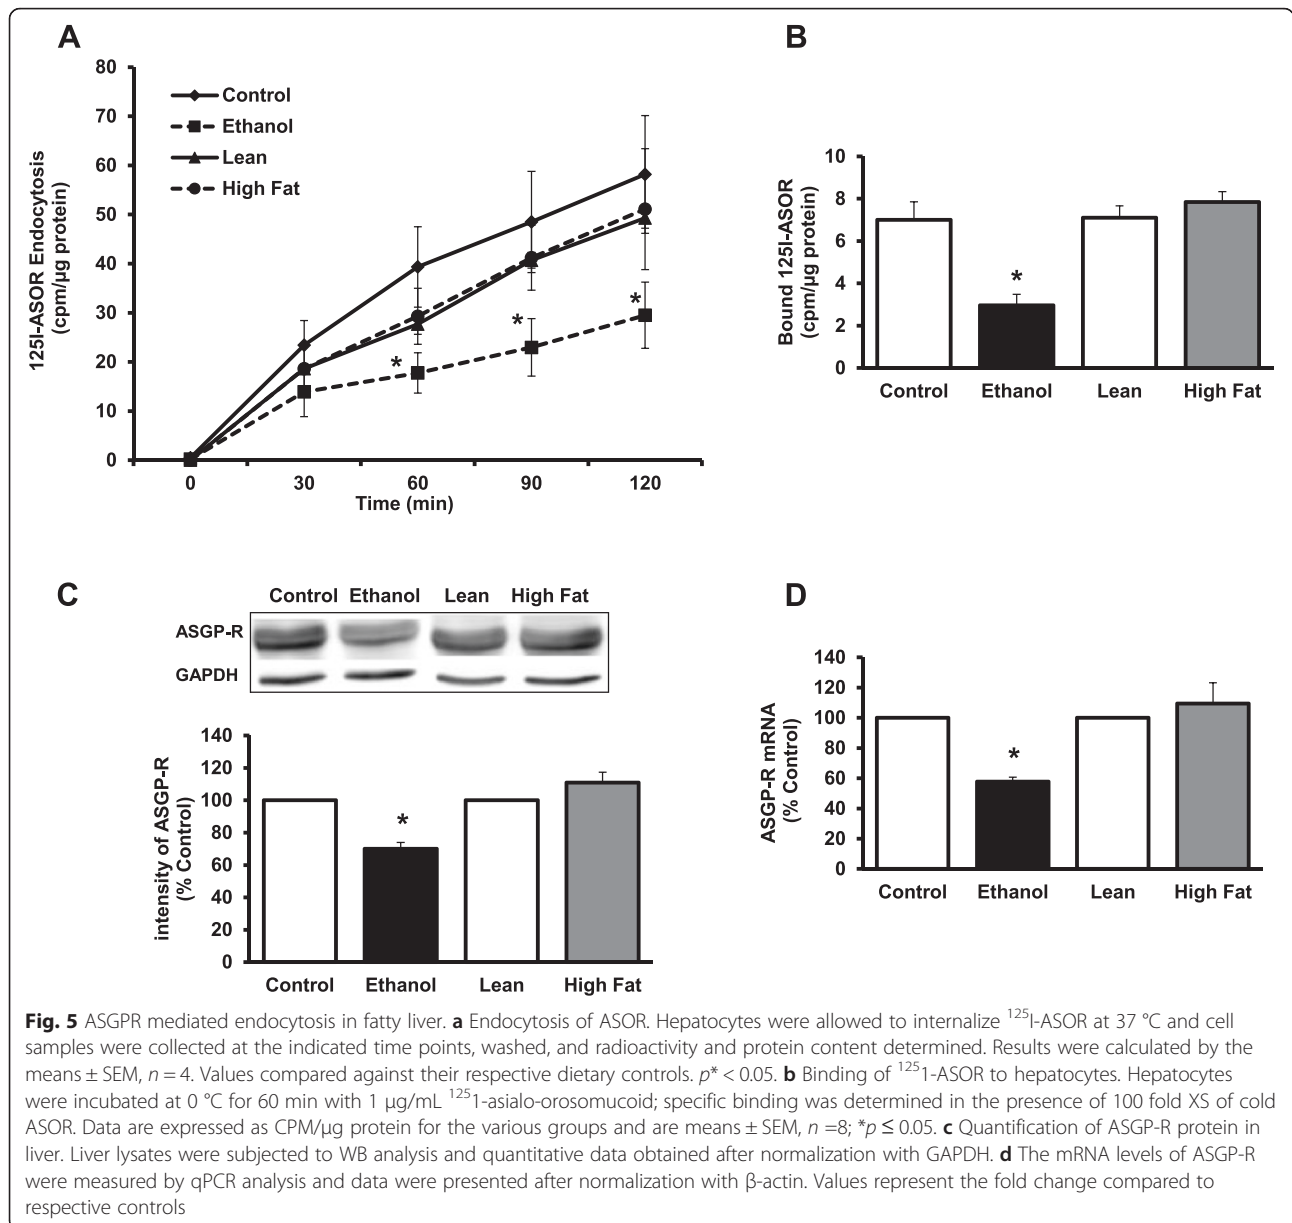 A
80
70
60
50
40
30
20
10
0
125I-ASOR Endocytosis
(cpm/µg protein)
Control
Ethanol
Lean
High Fat
*
*
*
0 30 60 90 120
Time (min)
B
10
8
6
4
2
0
Bound 125I-ASOR
(cpm/µg protein)
*
Control Ethanol Lean High Fat
C
Control Ethanol Lean High Fat
ASGP-R
GAPDH
140
120
100
80
60
40
20
0
intensity of ASGP-R
(% Control)
*
Control Ethanol Lean High Fat
D
140
120
100
80
60
40
20
0
ASGP-R mRNA
(% Control)
*
Control Ethanol Lean High Fat
Fig. 5 ASGPR mediated endocytosis in fatty liver. a Endocytosis of ASOR. Hepatocytes were allowed to internalize ¹²⁵I-ASOR at 37 °C and cell
samples were collected at the indicated time points, washed, and radioactivity and protein content determined. Results were calculated by the
means ± SEM, n = 4. Values compared against their respective dietary controls. p* < 0.05. b Binding of ¹²⁵1-ASOR to hepatocytes. Hepatocytes
were incubated at 0 °C for 60 min with 1 µg/mL ¹²⁵1-asialo-orosomucoid; specific binding was determined in the presence of 100 fold XS of cold
ASOR. Data are expressed as CPM/µg protein for the various groups and are means ± SEM, n =8; *p ≤ 0.05. c Quantification of ASGP-R protein in
liver. Liver lysates were subjected to WB analysis and quantitative data obtained after normalization with GAPDH. d The mRNA levels of ASGP-R
were measured by qPCR analysis and data were presented after normalization with β-actin. Values represent the fold change compared to
respective controls